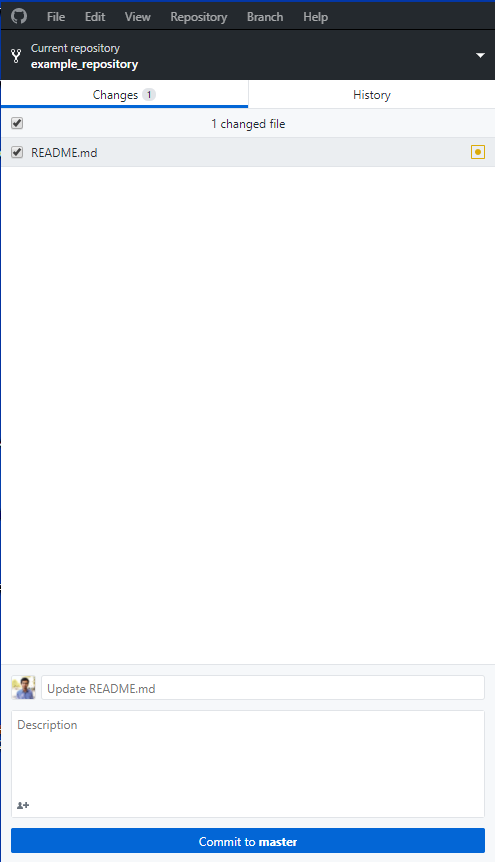 File Edit View Repository Branch Help
Current repository
example_repository
Changes 1 History
1 changed file
README.md
Update README.md
Description
Commit to master